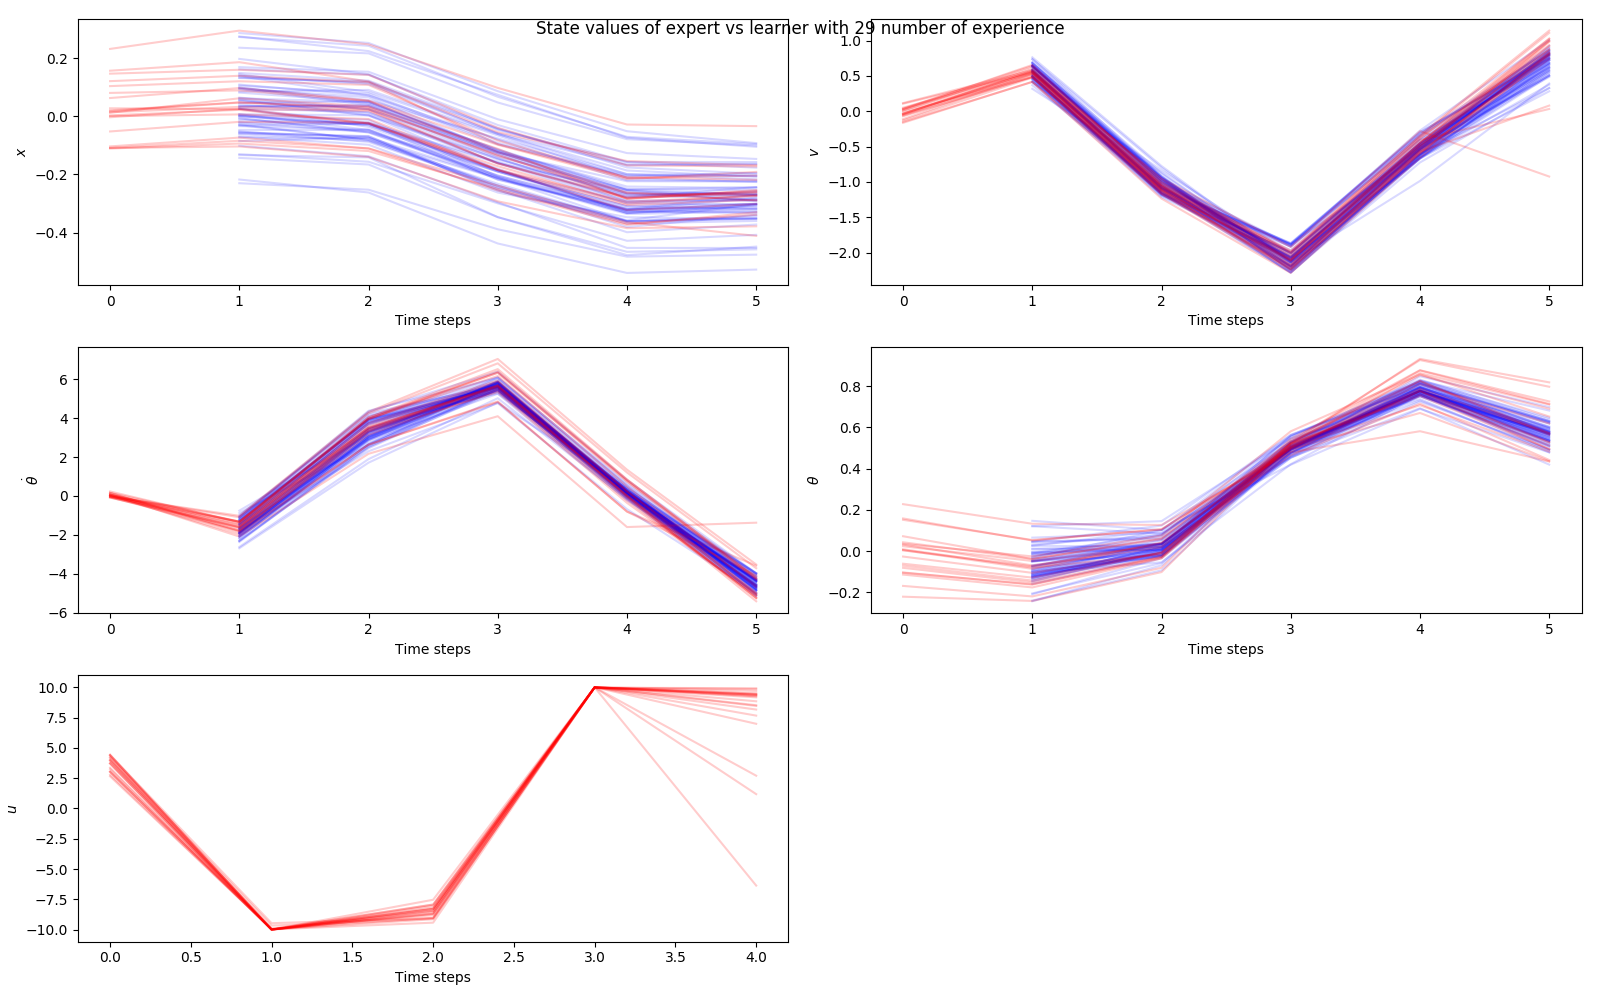 State values of expert vs learner with 29 number of experience
0.2
0.0
−0.2
−0.4
x
0 1 2 3 4 5
Time steps
1.0
0.5
0.0
−0.5
−1.0
−1.5
−2.0
v
0 1 2 3 4 5
Time steps
6
4
2
0
−2
−4
−6
θ̇
0 1 2 3 4 5
Time steps
0.8
0.6
0.4
0.2
0.0
−0.2
θ
0 1 2 3 4 5
Time steps
10.0
7.5
5.0
2.5
0.0
−2.5
−5.0
−7.5
−10.0
u
0.0 0.5 1.0 1.5 2.0 2.5 3.0 3.5 4.0
Time steps